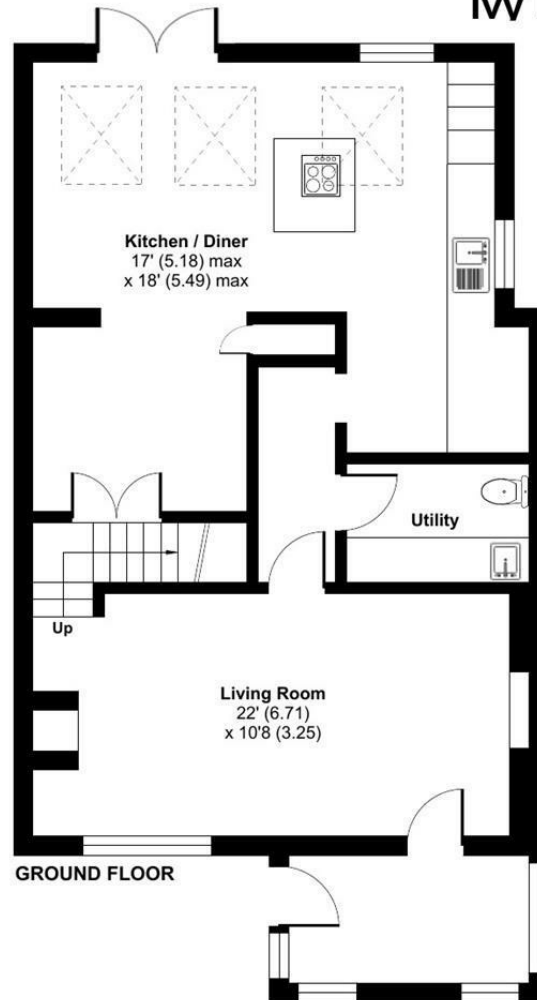 Kitchen / Diner
17' (5.18) max
x 18' (5.49) max
Utility
Up
Living Room
22' (6.71)
x 10'8 (3.25)
GROUND FLOOR